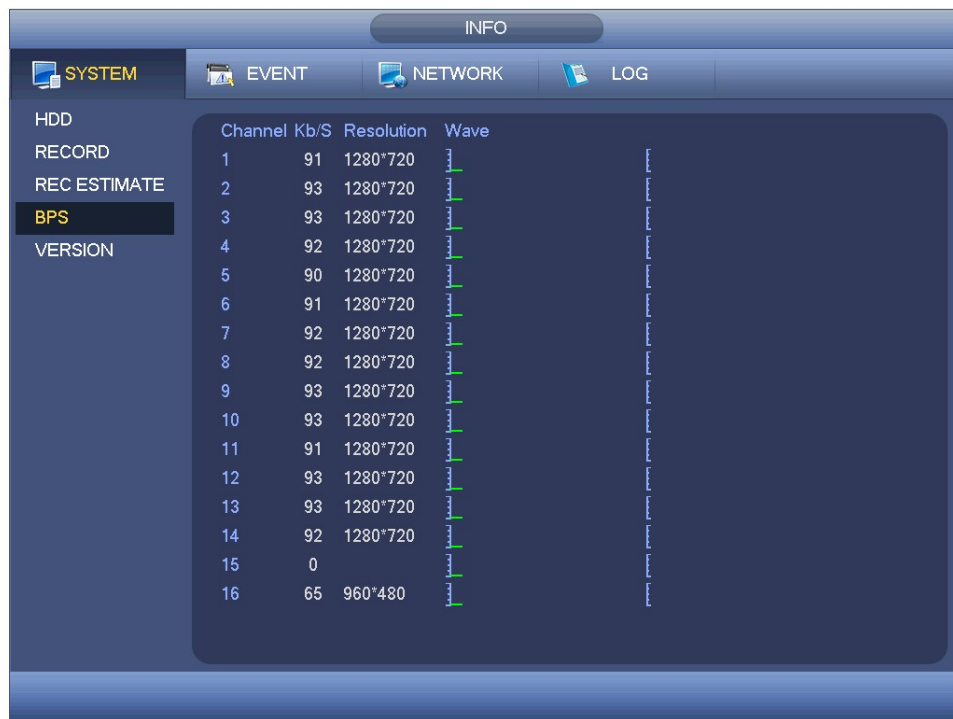 INFO
SYSTEM EVENT NETWORK LOG
HDD
RECORD
REC ESTIMATE
BPS
VERSION
Channel Kb/S Resolution Wave
1 91 1280*720
2 93 1280*720
3 93 1280*720
4 92 1280*720
5 90 1280*720
6 91 1280*720
7 92 1280*720
8 92 1280*720
9 93 1280*720
10 93 1280*720
11 91 1280*720
12 93 1280*720
13 93 1280*720
14 92 1280*720
15 0
16 65 960*480